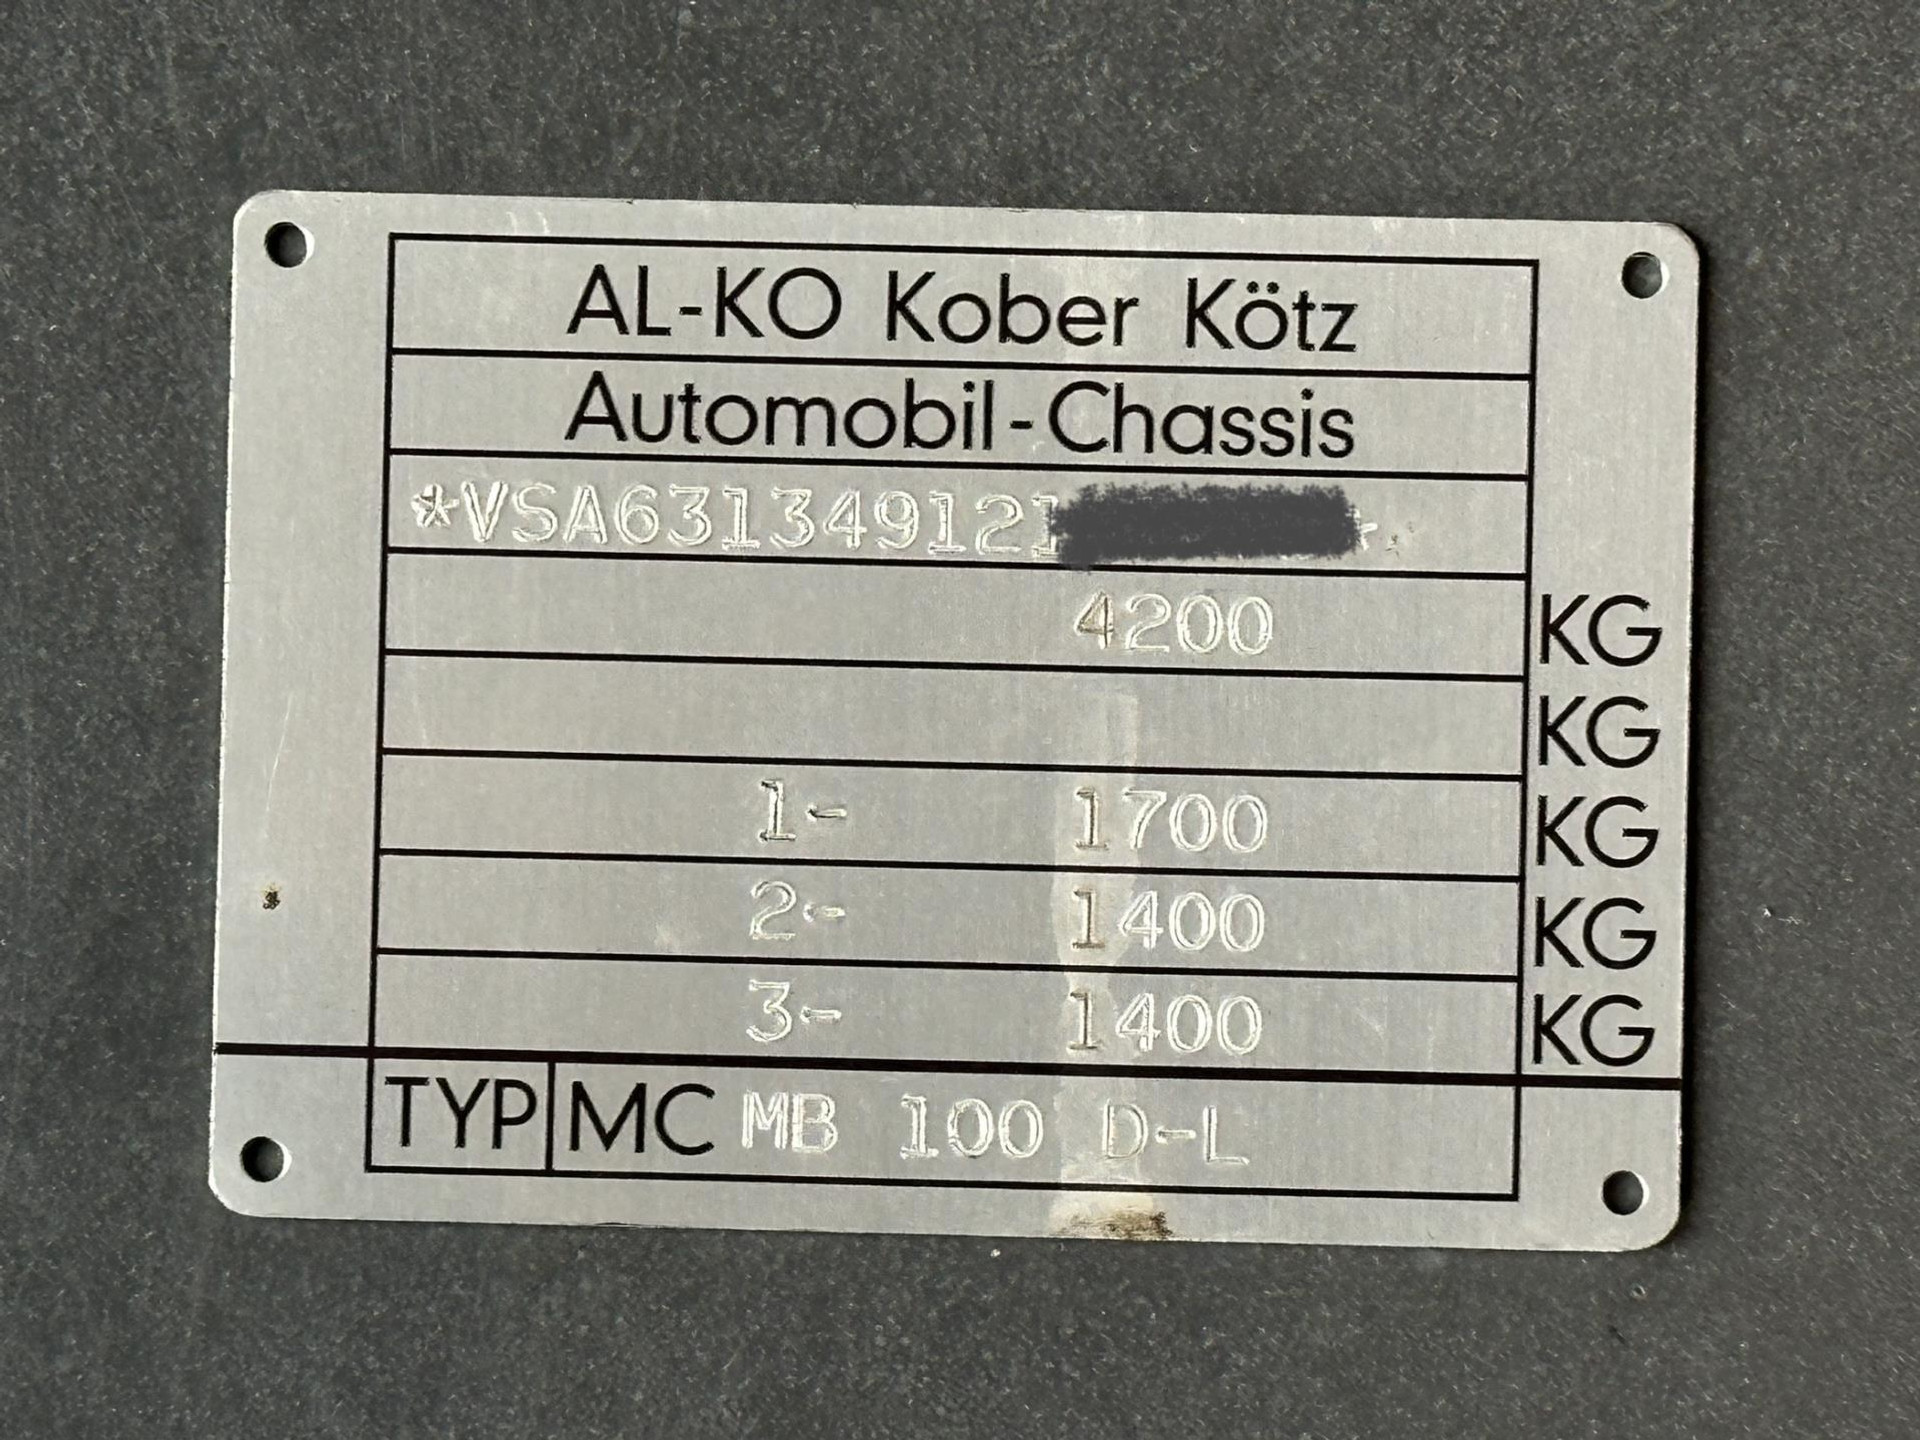 AL-KO Kober Kötz
Automobil-Chassis
*VSA631349121
4200 KG
KG
1- 1700 KG
2- 1400 KG
3- 1400 KG
TYP MC MB 100 D-L